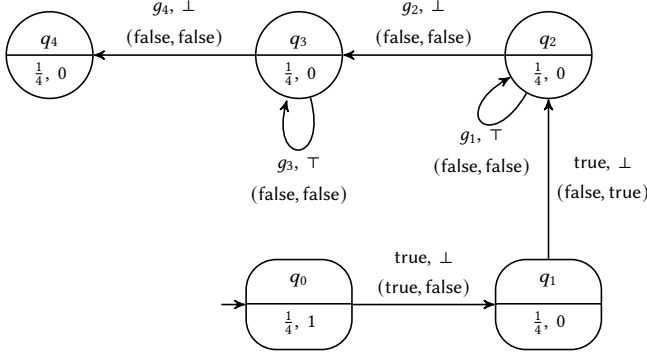 g₄, ⊥
(false, false)
g₂, ⊥
(false, false)
q₄
¼, 0
q₃
¼, 0
q₂
¼, 0
g₃, ⊤
(false, false)
g₁, ⊤
(false, false)
true, ⊥
(false, true)
q₀
¼, 1
true, ⊥
(true, false)
q₁
¼, 0